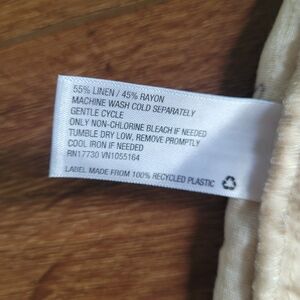 55% LINEN / 45% RAYON
MACHINE WASH COLD SEPARATELY
GENTLE CYCLE
ONLY NON-CHLORINE BLEACH IF NEEDED
TUMBLE DRY LOW, REMOVE PROMPTLY
COOL IRON IF NEEDED
RN17730 VN1055164
LABEL MADE FROM 100% RECYCLED PLASTIC